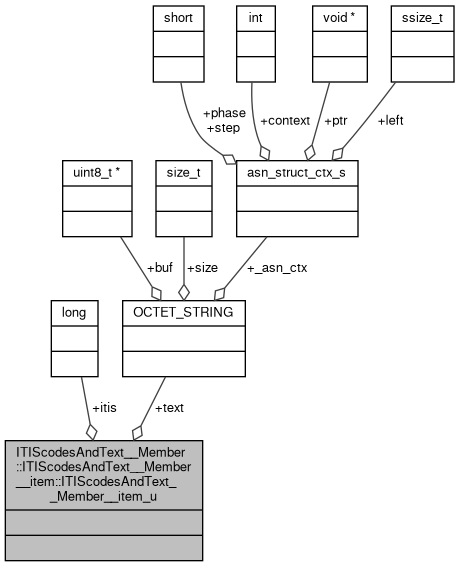 short
int
void *
ssize_t
+phase
+step
+context
+ptr
+left
uint8_t *
size_t
asn_struct_ctx_s
+buf
+size
+_asn_ctx
long
OCTET_STRING
+itis
+text
ITIScodesAndText__Member
::ITIScodesAndText__Member
__item::ITIScodesAndText_
_Member__item_u